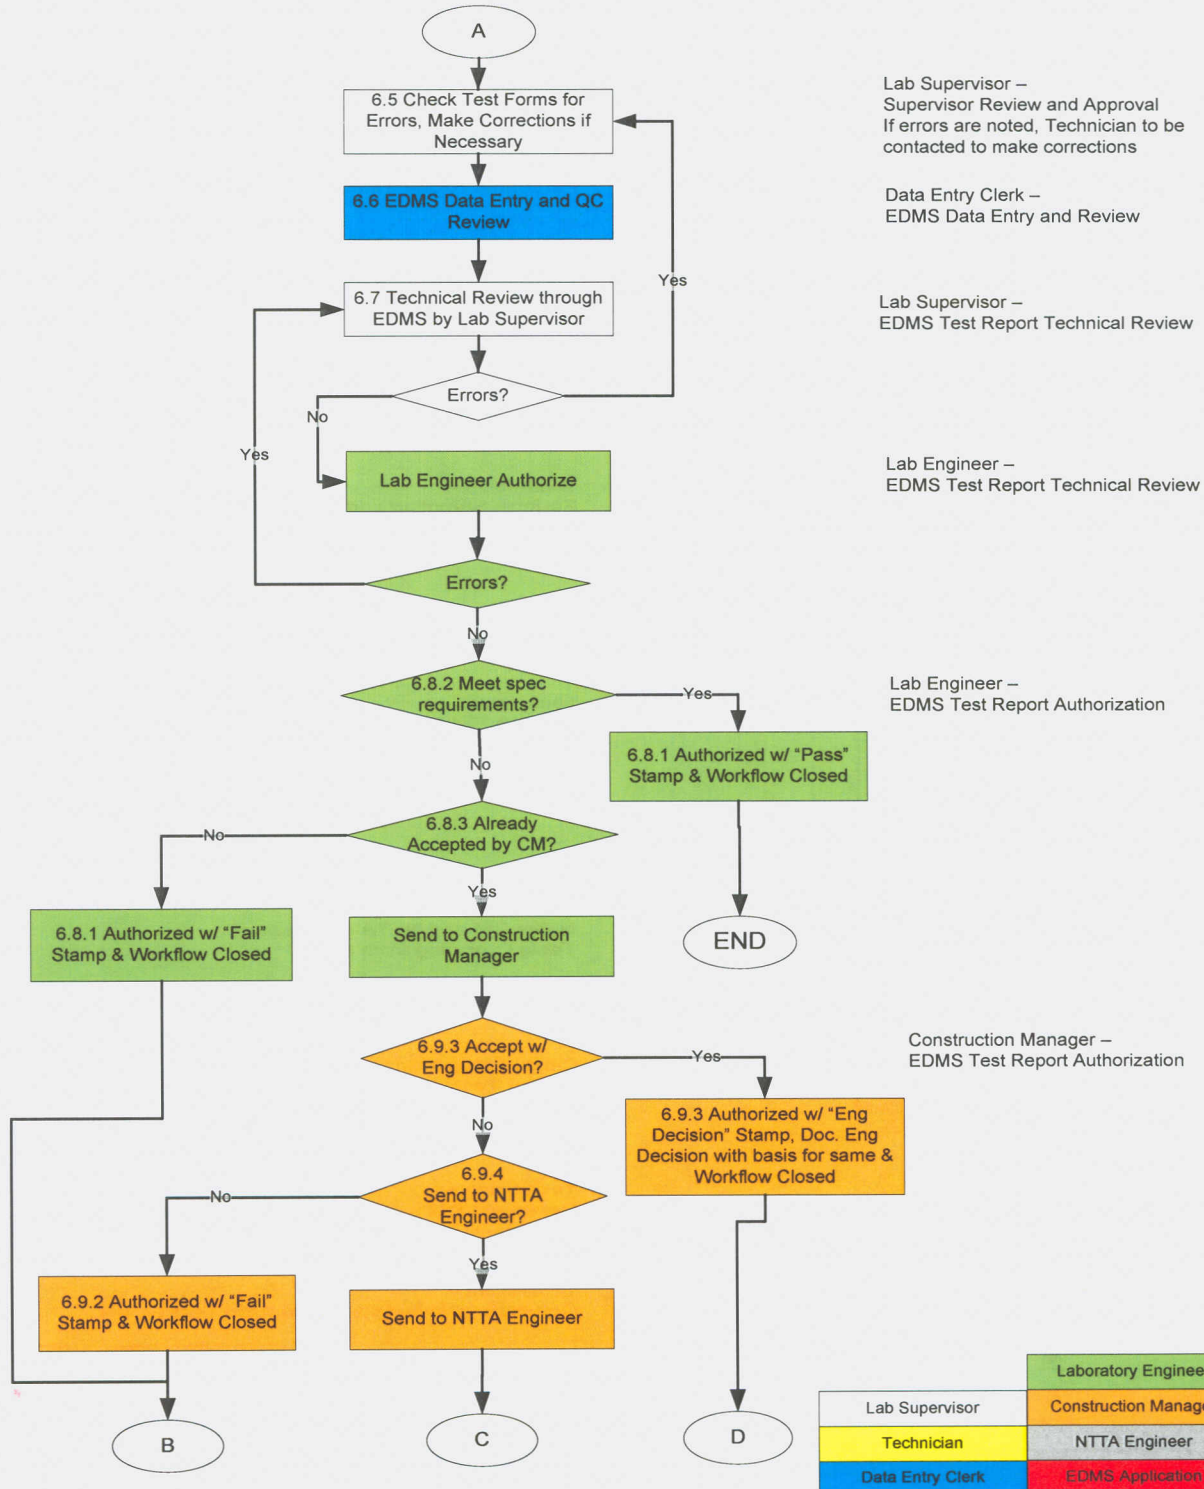 A
6.5 Check Test Forms for
Errors, Make Corrections if
Necessary
Lab Supervisor –
Supervisor Review and Approval
If errors are noted, Technician to be
contacted to make corrections
6.6 EDMS Data Entry and QC
Review
Data Entry Clerk –
EDMS Data Entry and Review
Yes
6.7 Technical Review through
EDMS by Lab Supervisor
Lab Supervisor –
EDMS Test Report Technical Review
Errors?
No
Yes
Lab Engineer Authorize
Lab Engineer –
EDMS Test Report Technical Review
Errors?
No
6.8.2 Meet spec
requirements?
Yes
Lab Engineer –
EDMS Test Report Authorization
6.8.1 Authorized w/ "Pass"
Stamp & Workflow Closed
No
6.8.3 Already
Accepted by CM?
No
Yes
6.8.1 Authorized w/ "Fail"
Stamp & Workflow Closed
Send to Construction
Manager
END
6.9.3 Accept w/
Eng Decision?
Yes
Construction Manager –
EDMS Test Report Authorization
6.9.3 Authorized w/ "Eng
Decision" Stamp, Doc. Eng
Decision with basis for same &
Workflow Closed
No
6.9.4
Send to NTTA
Engineer?
No
Yes
6.9.2 Authorized w/ "Fail"
Stamp & Workflow Closed
Send to NTTA Engineer
B
C
D
Laboratory Enginee
Lab Supervisor
Construction Manage
Technician
NTTA Engineer
Data Entry Clerk
EDMS Application